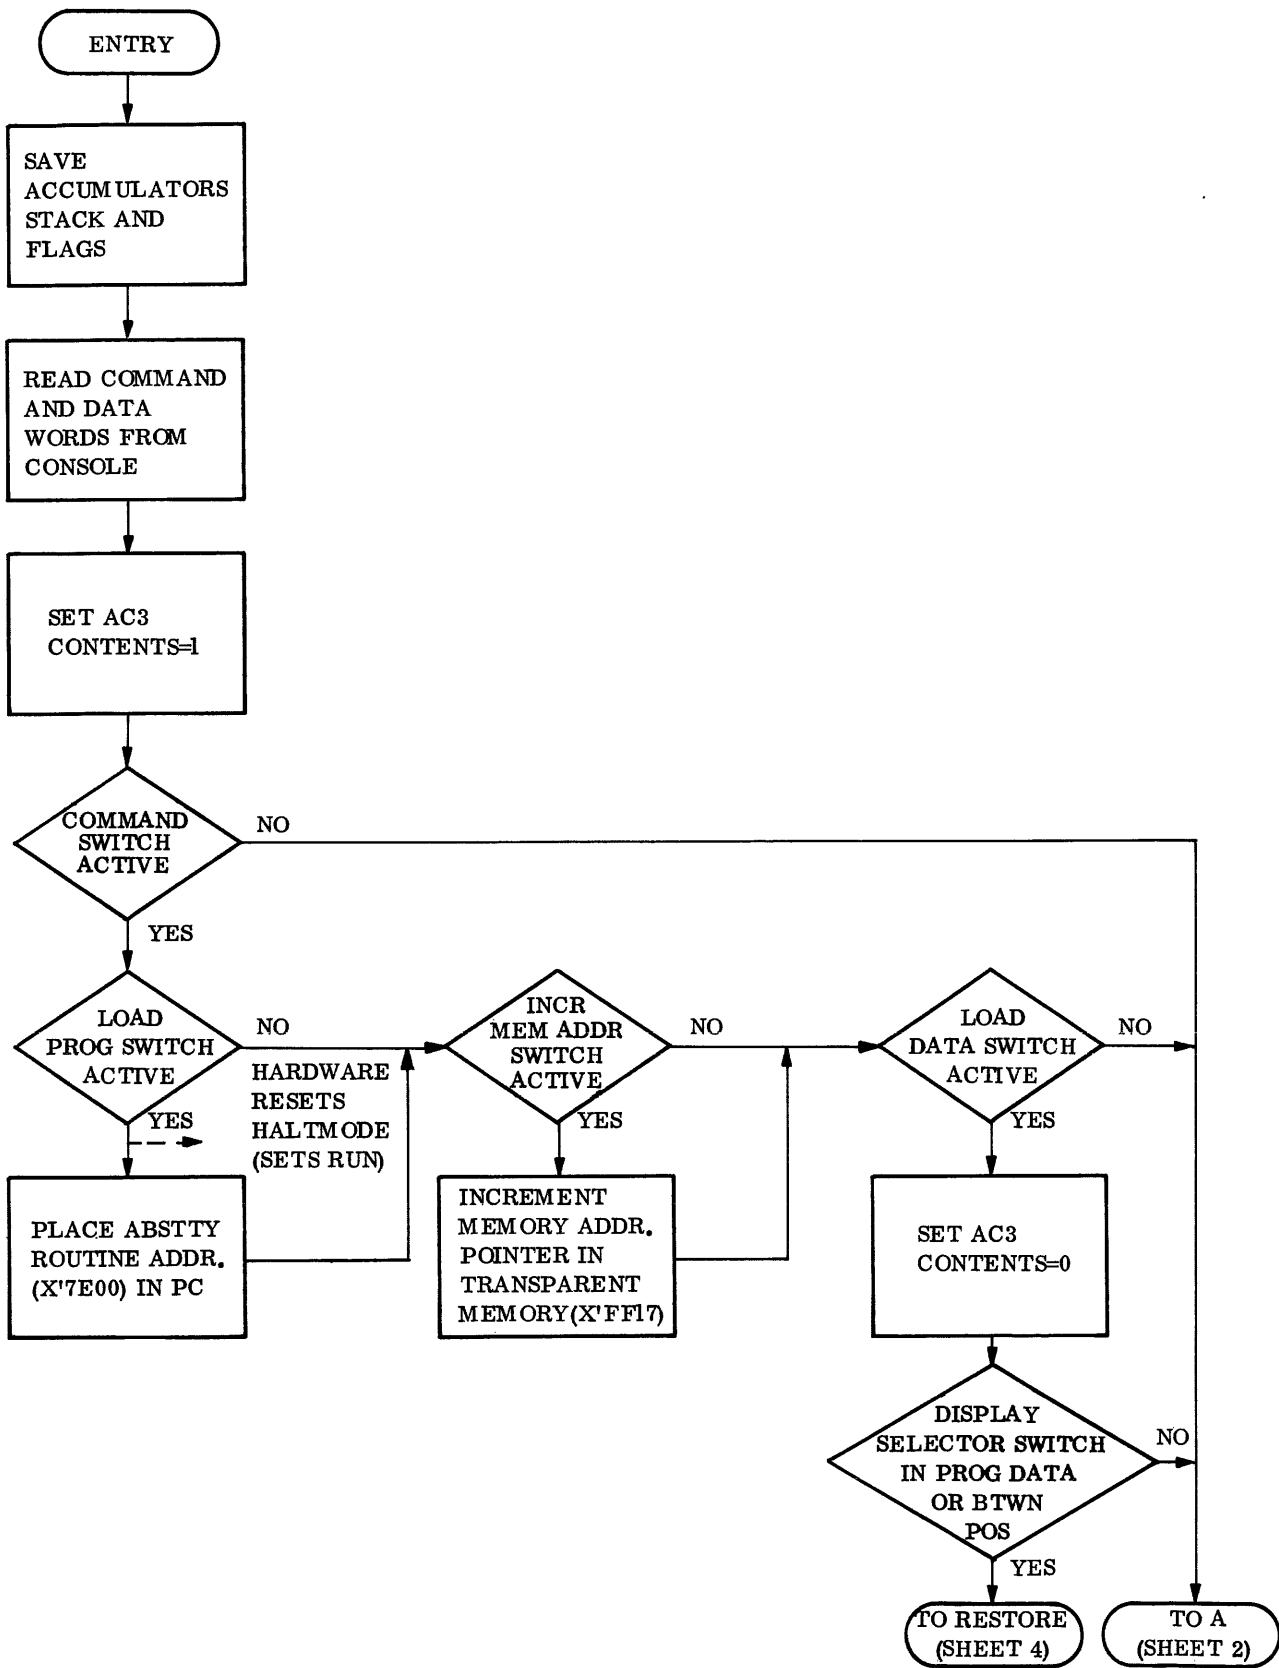 ENTRY
SAVE
ACCUMULATORS
STACK AND
FLAGS
READ COMMAND
AND DATA
WORDS FROM
CONSOLE
SET AC3
CONTENTS=1
COMMAND
SWITCH
ACTIVE
NO
YES
LOAD
PROG SWITCH
ACTIVE
NO
HARDWARE
RESETS
HALTMODE
(SETS RUN)
YES
PLACE ABSTTY
ROUTINE ADDR.
(X'7E00) IN PC
INCR
MEM ADDR
SWITCH
ACTIVE
NO
YES
INCREMENT
MEMORY ADDR.
POINTER IN
TRANSPARENT
MEMORY(X'FF17)
LOAD
DATA SWITCH
ACTIVE
NO
YES
SET AC3
CONTENTS=0
DISPLAY
SELECTOR SWITCH
IN PROG DATA
OR BTWN
POS
NO
YES
TO RESTORE
(SHEET 4)
TO A
(SHEET 2)